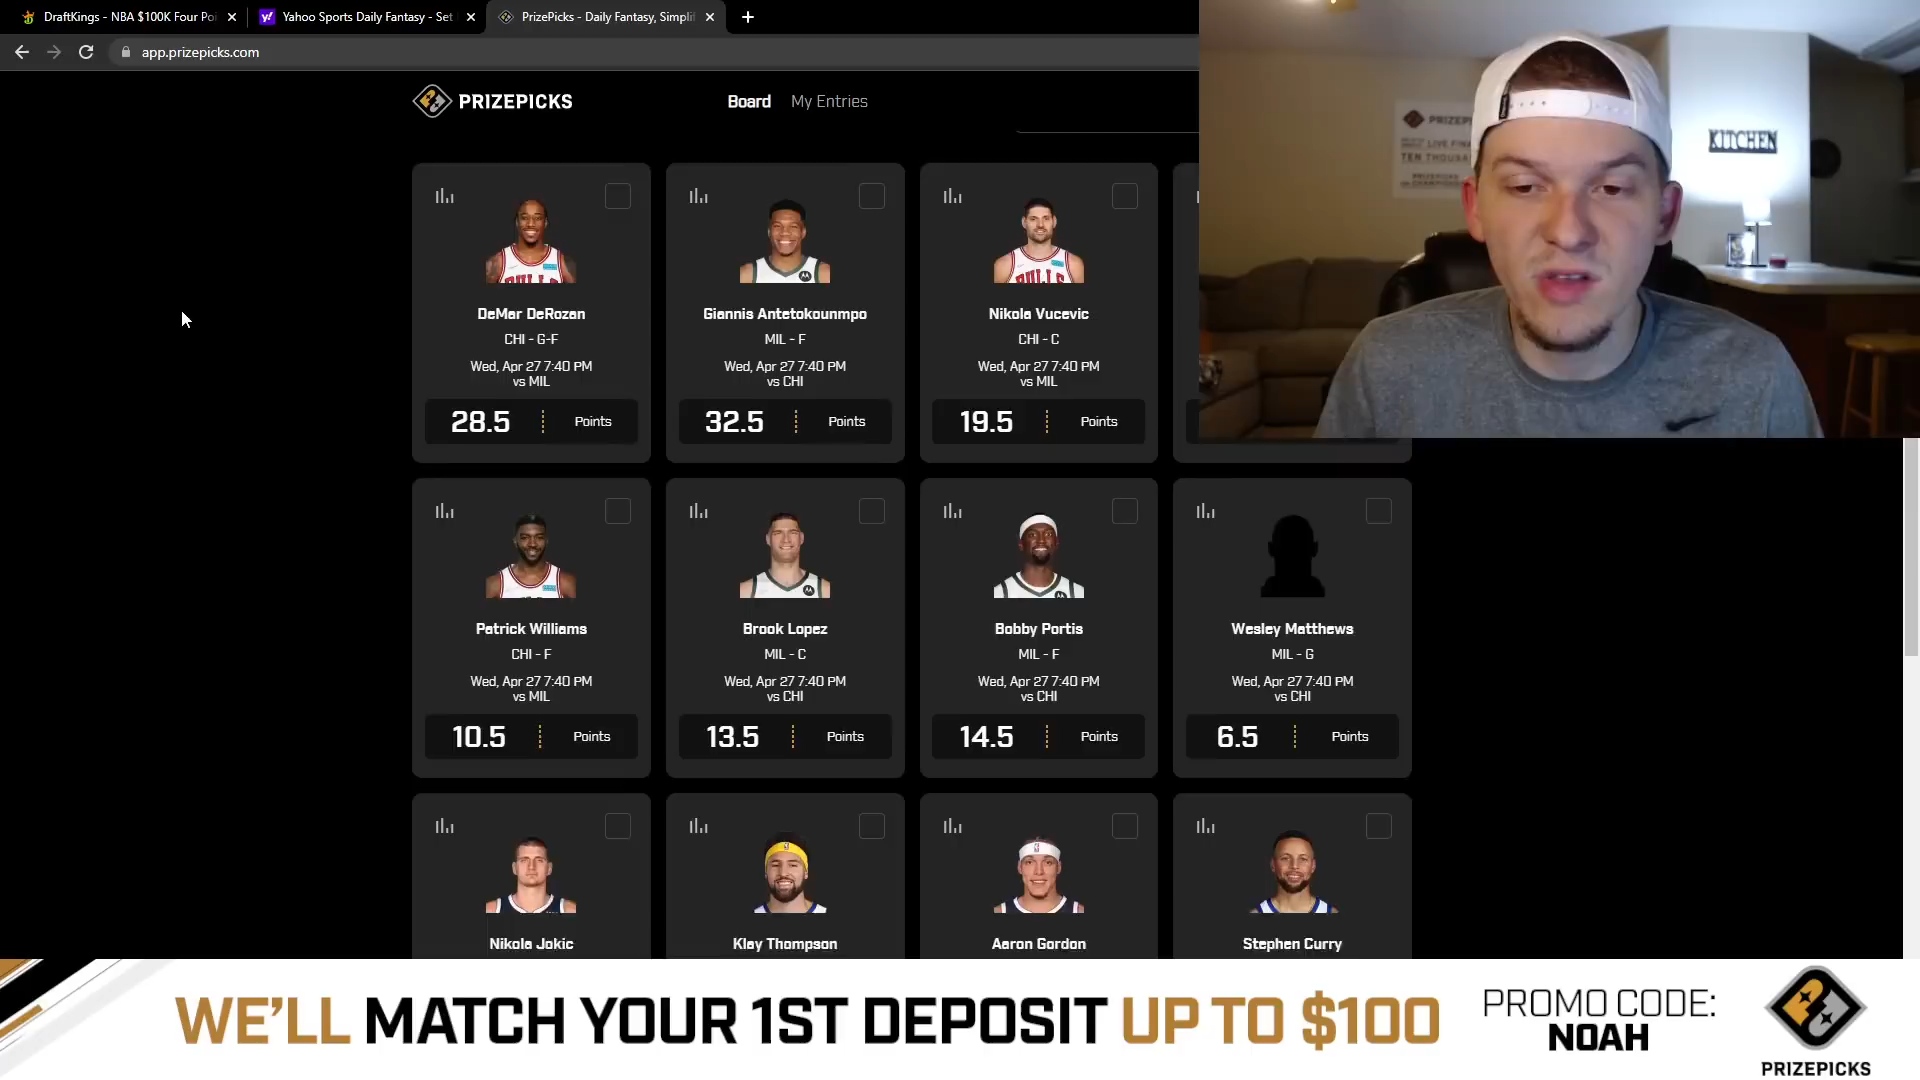 DraftKings - NBA $100K Four Poi
Yahoo Sports Daily Fantasy - Set
PrizePicks - Daily Fantasy, Simplif
app.prizepicks.com
PRIZEPICKS
Board
My Entries
DeMar DeRozan
CHI - G-F
Wed, Apr 27 7:40 PM
vs MIL
28.5 Points
Giannis Antetokounmpo
MIL - F
Wed, Apr 27 7:40 PM
vs CHI
32.5 Points
Nikola Vucevic
CHI - C
Wed, Apr 27 7:40 PM
vs MIL
19.5 Points
Patrick Williams
CHI - F
Wed, Apr 27 7:40 PM
vs MIL
10.5 Points
Brook Lopez
MIL - C
Wed, Apr 27 7:40 PM
vs CHI
13.5 Points
Bobby Portis
MIL - F
Wed, Apr 27 7:40 PM
vs CHI
14.5 Points
Wesley Matthews
MIL - G
Wed, Apr 27 7:40 PM
vs CHI
6.5 Points
Nikola Jokic
Klay Thompson
Aaron Gordon
Stephen Curry
KITCHEN
WE'LL MATCH YOUR 1ST DEPOSIT UP TO $100
PROMO CODE:
NOAH
PRIZEPICKS